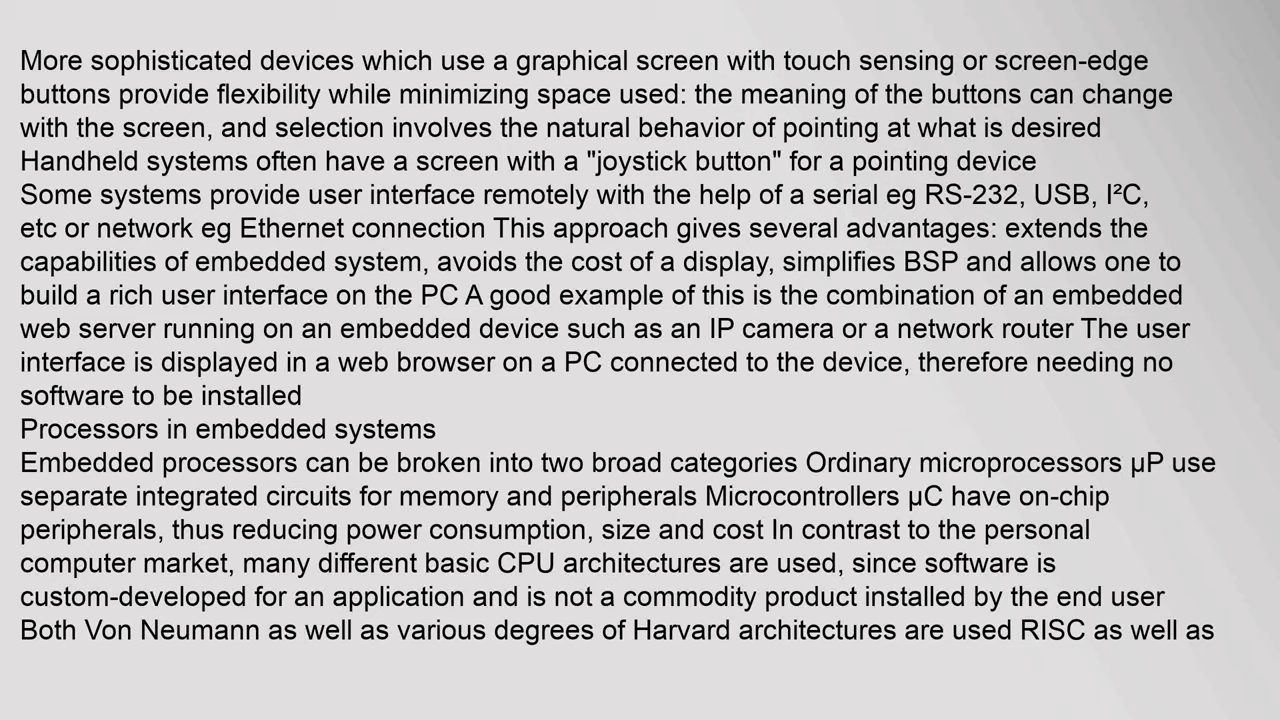 More sophisticated devices which use a graphical screen with touch sensing or screen-edge
buttons provide flexibility while minimizing space used: the meaning of the buttons can change
with the screen, and selection involves the natural behavior of pointing at what is desired
Handheld systems often have a screen with a "joystick button" for a pointing device
Some systems provide user interface remotely with the help of a serial eg RS-232, USB, I²C,
etc or network eg Ethernet connection This approach gives several advantages: extends the
capabilities of embedded system, avoids the cost of a display, simplifies BSP and allows one to
build a rich user interface on the PC A good example of this is the combination of an embedded
web server running on an embedded device such as an IP camera or a network router The user
interface is displayed in a web browser on a PC connected to the device, therefore needing no
software to be installed
Processors in embedded systems
Embedded processors can be broken into two broad categories Ordinary microprocessors μP use
separate integrated circuits for memory and peripherals Microcontrollers μC have on-chip
peripherals, thus reducing power consumption, size and cost In contrast to the personal
computer market, many different basic CPU architectures are used, since software is
custom-developed for an application and is not a commodity product installed by the end user
Both Von Neumann as well as various degrees of Harvard architectures are used RISC as well as